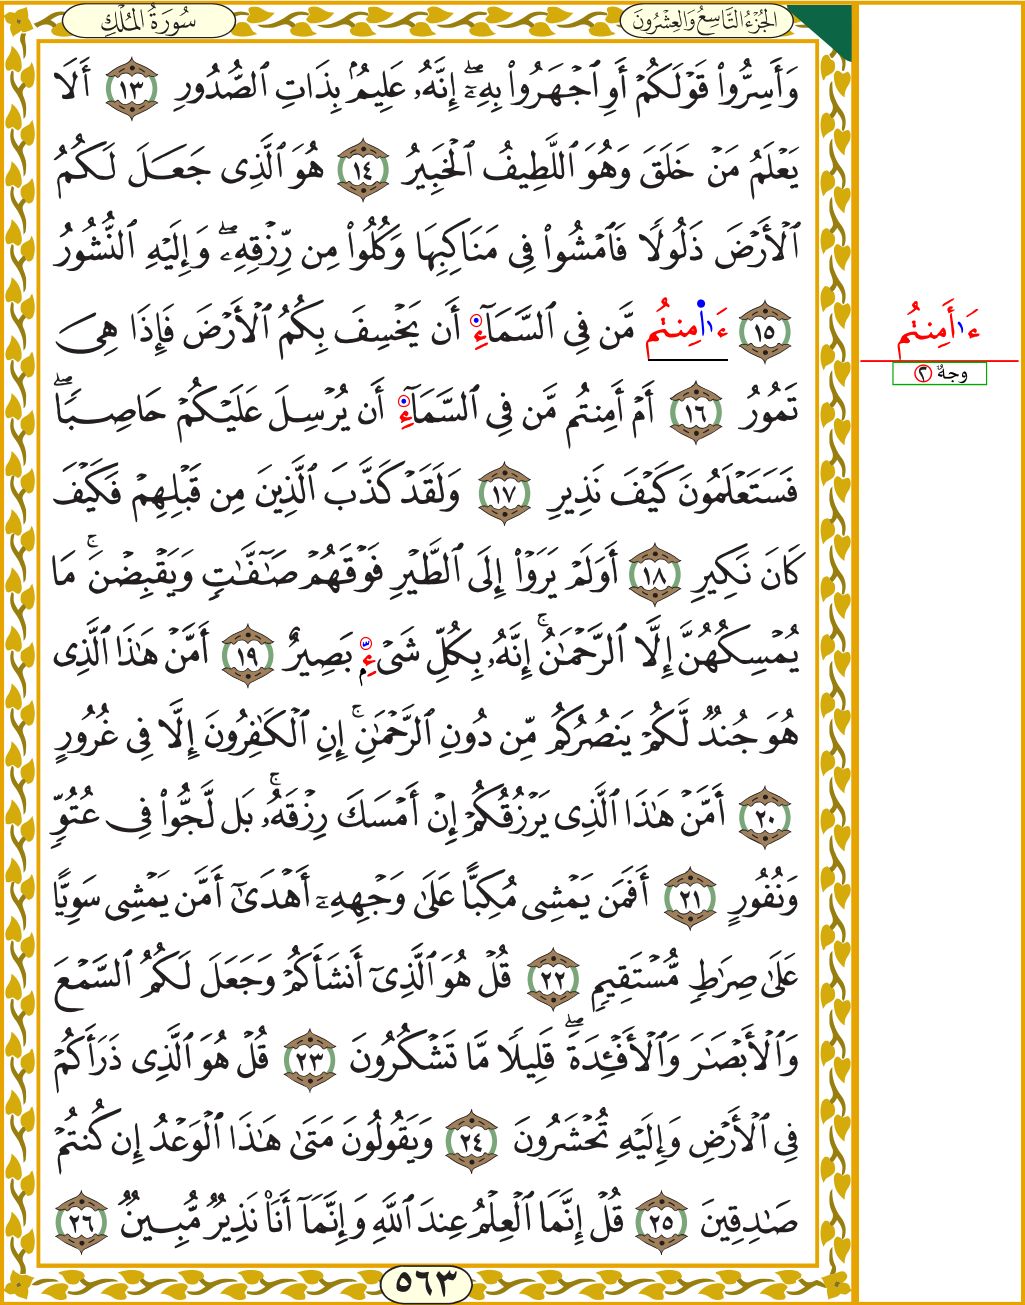 الجُزْءُ التَّاسِعُ وَالعِشْرُونَ
سُورَةُ المُلْكِ
وَأَسِرُّوا۟ قَوْلَكُمْ أَوِ ٱجْهَرُوا۟ بِهِۦٓ ۖ إِنَّهُۥ عَلِيمٌۢ بِذَاتِ ٱلصُّدُورِ ١٣ أَلَا
يَعْلَمُ مَنْ خَلَقَ وَهُوَ ٱللَّطِيفُ ٱلْخَبِيرُ ١٤ هُوَ ٱلَّذِى جَعَلَ لَكُمُ
ٱلْأَرْضَ ذَلُولًا فَٱمْشُوا۟ فِى مَنَاكِبِهَا وَكُلُوا۟ مِن رِّزْقِهِۦ ۖ وَإِلَيْهِ ٱلنُّشُورُ
١٥ ءَا۬مِنتُم مَّن فِى ٱلسَّمَآءِ أَن يَخْسِفَ بِكُمُ ٱلْأَرْضَ فَإِذَا هِىَ
تَمُورُ ١٦ أَمْ أَمِنتُم مَّن فِى ٱلسَّمَآءِ أَن يُرْسِلَ عَلَيْكُمْ حَاصِبًا ۖ
فَسَتَعْلَمُونَ كَيْفَ نَذِيرِ ١٧ وَلَقَدْ كَذَّبَ ٱلَّذِينَ مِن قَبْلِهِمْ فَكَيْفَ
كَانَ نَكِيرِ ١٨ أَوَلَمْ يَرَوْا۟ إِلَى ٱلطَّيْرِ فَوْقَهُمْ صَـٰٓفَّـٰتٍ وَيَقْبِضْنَ ۚ مَا
يُمْسِكُهُنَّ إِلَّا ٱلرَّحْمَـٰنُ ۚ إِنَّهُۥ بِكُلِّ شَىْءٍۭ بَصِيرٌ ١٩ أَمَّنْ هَـٰذَا ٱلَّذِى
هُوَ جُندٌ لَّكُمْ يَنصُرُكُم مِّن دُونِ ٱلرَّحْمَـٰنِ ۚ إِنِ ٱلْكَـٰفِرُونَ إِلَّا فِى غُرُورٍ
٢٠ أَمَّنْ هَـٰذَا ٱلَّذِى يَرْزُقُكُمْ إِنْ أَمْسَكَ رِزْقَهُۥ ۚ بَل لَّجُّوا۟ فِى عُتُوٍّ
وَنُفُورٍ ٢١ أَفَمَن يَمْشِى مُكِبًّا عَلَىٰ وَجْهِهِۦٓ أَهْدَىٰٓ أَمَّن يَمْشِى سَوِيًّا
عَلَىٰ صِرَٰطٍ مُّسْتَقِيمٍ ٢٢ قُلْ هُوَ ٱلَّذِىٓ أَنشَأَكُمْ وَجَعَلَ لَكُمُ ٱلسَّمْعَ
وَٱلْأَبْصَـٰرَ وَٱلْأَفْـِٔدَةَ ۖ قَلِيلًا مَّا تَشْكُرُونَ ٢٣ قُلْ هُوَ ٱلَّذِى ذَرَأَكُمْ
فِى ٱلْأَرْضِ وَإِلَيْهِ تُحْشَرُونَ ٢٤ وَيَقُولُونَ مَتَىٰ هَـٰذَا ٱلْوَعْدُ إِن كُنتُمْ
صَـٰدِقِينَ ٢٥ قُلْ إِنَّمَا ٱلْعِلْمُ عِندَ ٱللَّهِ وَإِنَّمَآ أَنَا۠ نَذِيرٌ مُّبِينٌ ٢٦
٥٦٣
ءَاَ۬مِنتُم
وجهٌ ٢